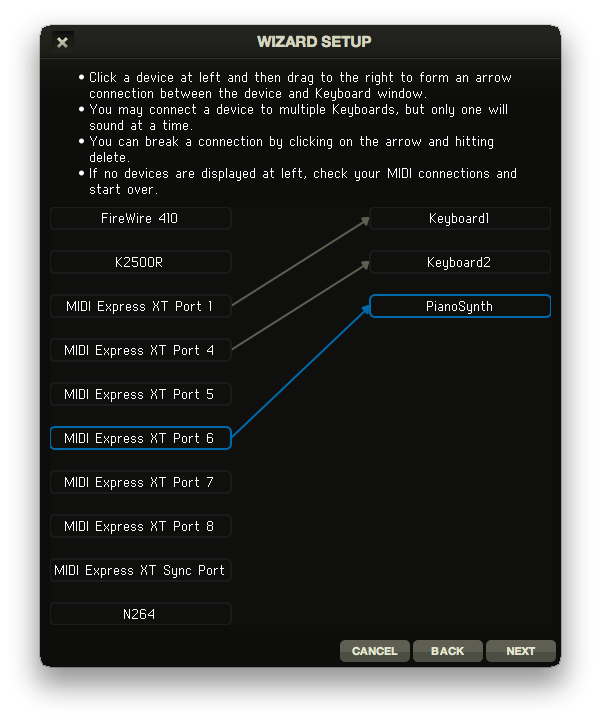 WIZARD SETUP
• Click a device at left and then drag to the right to form an arrow
connection between the device and Keyboard window.
• You may connect a device to multiple Keyboards, but only one will
sound at a time.
• You can break a connection by clicking on the arrow and hitting
delete.
• If no devices are displayed at left, check your MIDI connections and
start over.
FireWire 410 Keyboard1
K2500R Keyboard2
MIDI Express XT Port 1 PianoSynth
MIDI Express XT Port 4
MIDI Express XT Port 5
MIDI Express XT Port 6
MIDI Express XT Port 7
MIDI Express XT Port 8
MIDI Express XT Sync Port
N264
CANCEL BACK NEXT